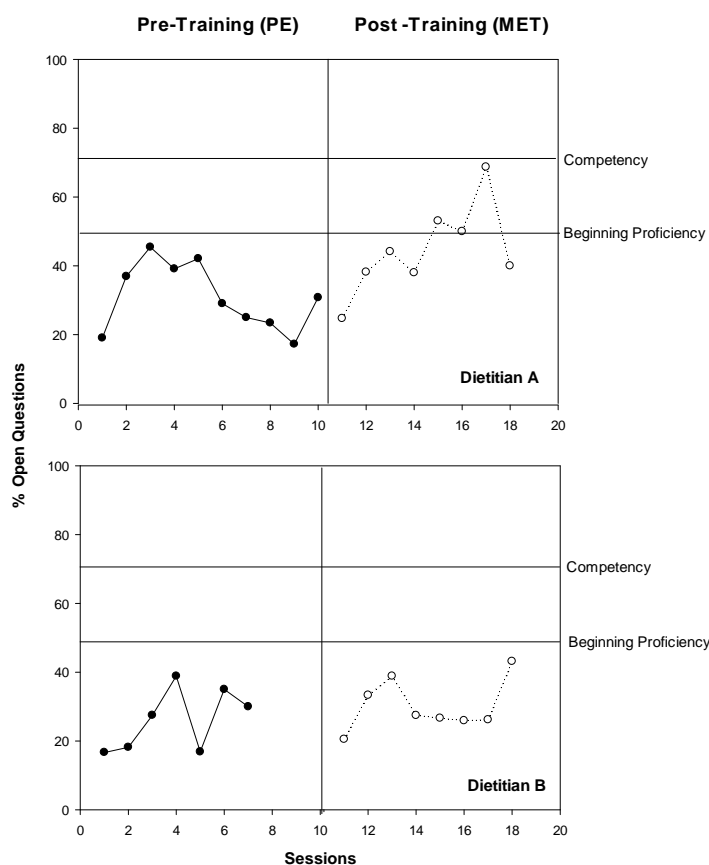 Pre-Training (PE) Post -Training (MET)
100
80
60
40
20
0
Competency
Beginning Proficiency
Dietitian A
0 2 4 6 8 10 12 14 16 18 20
% Open Questions
100
80
60
40
20
0
Competency
Beginning Proficiency
Dietitian B
0 2 4 6 8 10 12 14 16 18 20
Sessions